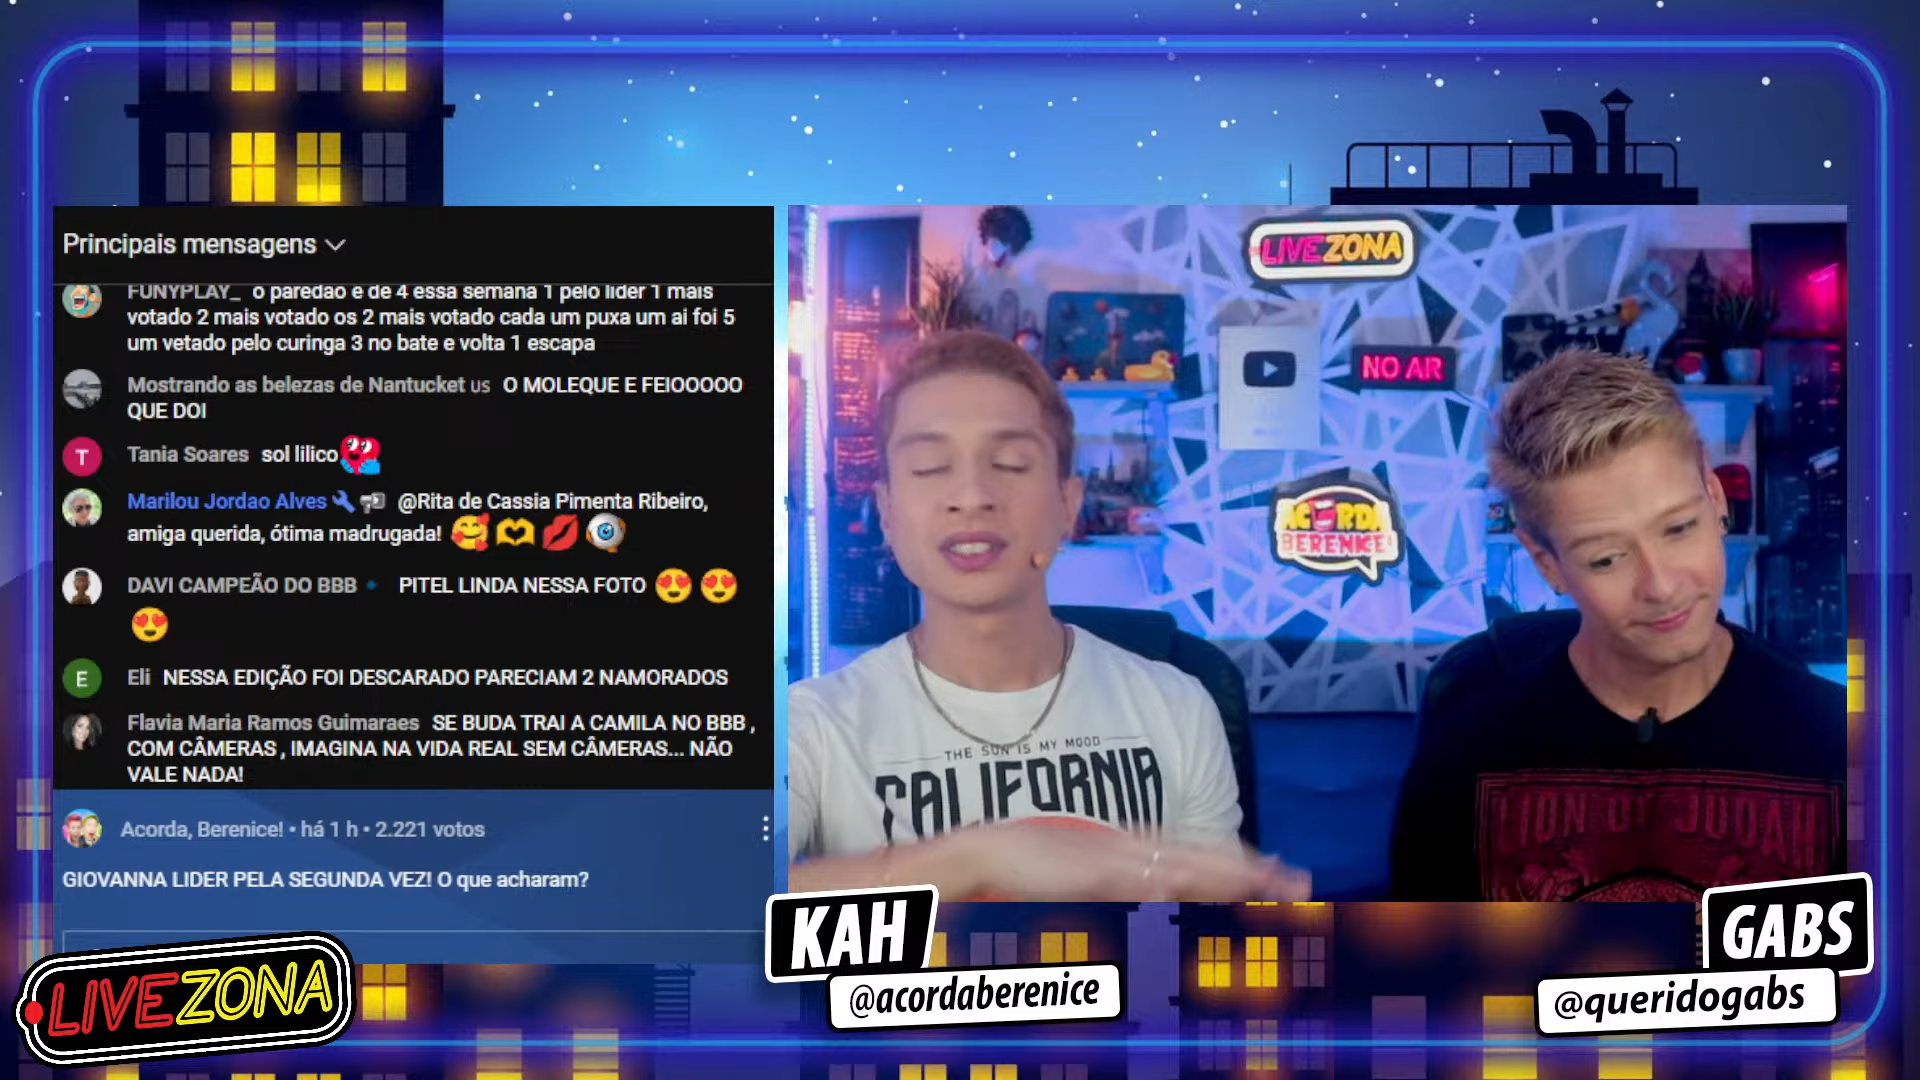 Principais mensagens
FUNYPLAY_ o paredao e de 4 essa semana 1 pelo lider 1 mais
votado 2 mais votado os 2 mais votado cada um puxa um ai foi 5
um vetado pelo curinga 3 no bate e volta 1 escapa
Mostrando as belezas de Nantucket us O MOLEQUE E FEIOOOOO
QUE DOI
T
Tania Soares sol lilico
Marilou Jordao Alves @Rita de Cassia Pimenta Ribeiro,
amiga querida, ótima madrugada!
DAVI CAMPEÃO DO BBB PITEL LINDA NESSA FOTO
E
Eli NESSA EDIÇÃO FOI DESCARADO PARECIAM 2 NAMORADOS
Flavia Maria Ramos Guimaraes SE BUDA TRAI A CAMILA NO BBB ,
COM CÂMERAS , IMAGINA NA VIDA REAL SEM CÂMERAS... NÃO
VALE NADA!
Acorda, Berenice! • há 1 h • 2.221 votos
GIOVANNA LIDER PELA SEGUNDA VEZ! O que acharam?
LIVEZONA
LIVEZONA
NO AR
ACORDA
BERENICE!
THE SUN IS MY MOOD
CALIFORNIA
LION OF JUDAH
KAH
@acordaberenice
GABS
@queridogabs